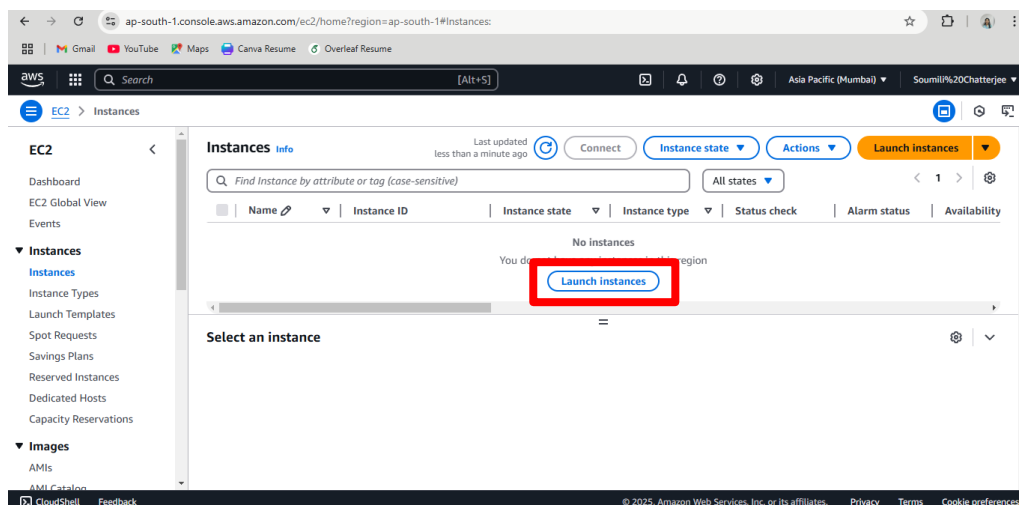 ap-south-1.console.aws.amazon.com/ec2/home?region=ap-south-1#Instances:
Gmail YouTube Maps Canva Resume Overleaf Resume
aws Search [Alt+S] Asia Pacific (Mumbai) ▼ Soumili%20Chatterjee ▼
EC2 > Instances
EC2
Dashboard
EC2 Global View
Events
▼ Instances
Instances
Instance Types
Launch Templates
Spot Requests
Savings Plans
Reserved Instances
Dedicated Hosts
Capacity Reservations
▼ Images
AMIs
AMI Catalog
Instances Info
Last updated
less than a minute ago
Connect Instance state ▼ Actions ▼ Launch instances ▼
Find Instance by attribute or tag (case-sensitive) All states ▼ < 1 >
Name Instance ID Instance state Instance type Status check Alarm status Availability
No instances
You region
Launch instances
Select an instance
CloudShell Feedback © 2025, Amazon Web Services, Inc. or its affiliates. Privacy Terms Cookie preferences